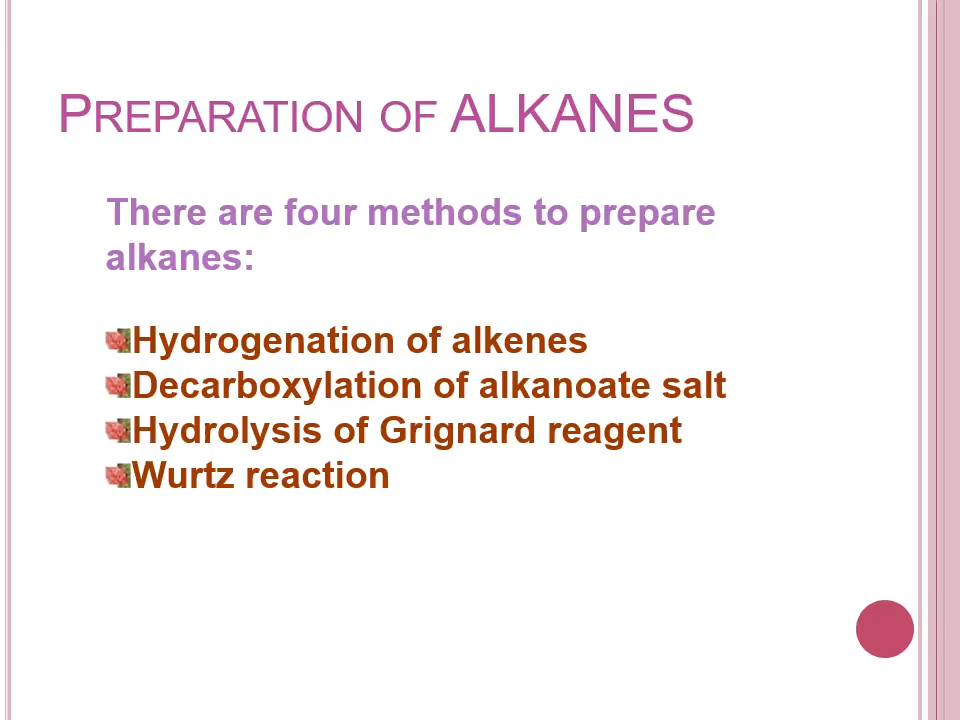 PREPARATION OF ALKANES
There are four methods to prepare
alkanes:
Hydrogenation of alkenes
Decarboxylation of alkanoate salt
Hydrolysis of Grignard reagent
Wurtz reaction